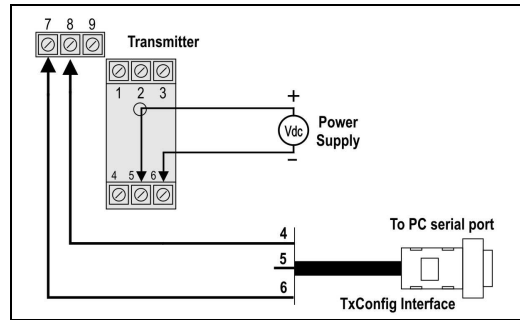 7 8 9
Transmitter
1 2 3
+
Vdc
Power
Supply
−
4 5 6
4
To PC serial port
5
6
TxConfig Interface